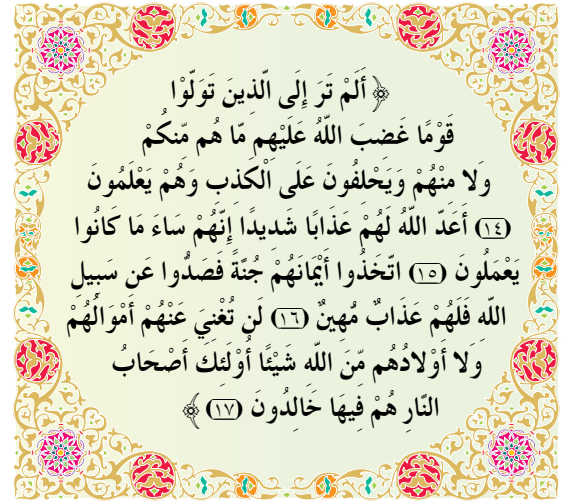 ﴿ أَلَمْ تَرَ إِلَى الَّذِينَ تَوَلَّوْا
قَوْمًا غَضِبَ اللَّهُ عَلَيْهِم مَّا هُم مِّنكُمْ
وَلَا مِنْهُمْ وَيَحْلِفُونَ عَلَى الْكَذِبِ وَهُمْ يَعْلَمُونَ
(١٤) أَعَدَّ اللَّهُ لَهُمْ عَذَابًا شَدِيدًا إِنَّهُمْ سَاءَ مَا كَانُوا
يَعْمَلُونَ (١٥) اتَّخَذُوا أَيْمَانَهُمْ جُنَّةً فَصَدُّوا عَن سَبِيلِ
اللَّهِ فَلَهُمْ عَذَابٌ مُّهِينٌ (١٦) لَن تُغْنِيَ عَنْهُمْ أَمْوَالُهُمْ
وَلَا أَوْلَادُهُم مِّنَ اللَّهِ شَيْئًا أُوْلَئِكَ أَصْحَابُ
النَّارِ هُمْ فِيهَا خَالِدُونَ (١٧) ﴾